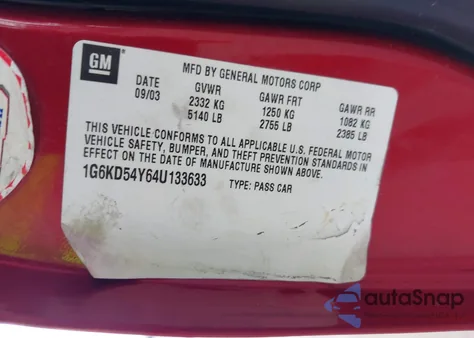 GM
MFD BY GENERAL MOTORS CORP
DATE GVWR GAWR FRT GAWR RR
09/03 2332 KG 1250 KG 1082 KG
5140 LB 2755 LB 2385 LB
THIS VEHICLE CONFORMS TO ALL APPLICABLE U.S. FEDERAL MOTOR
VEHICLE SAFETY, BUMPER, AND THEFT PREVENTION STANDARDS IN
EFFECT ON THE DATE OF MANUFACTURE SHOWN ABOVE.
1G6KD54Y64U133633 TYPE: PASS CAR
autoSnap